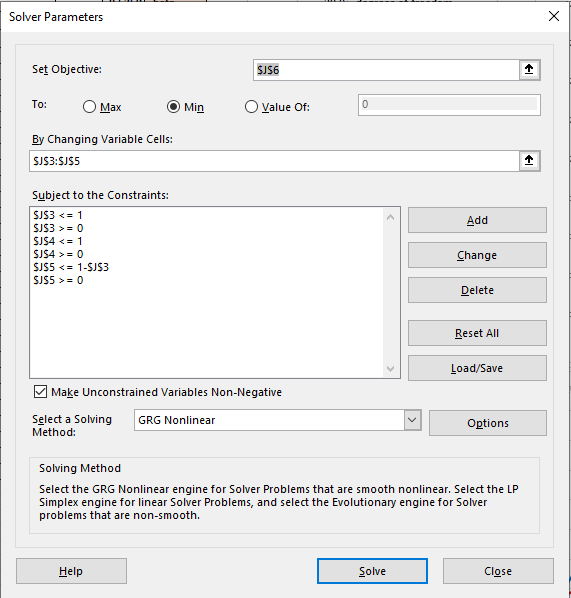 Solver Parameters
Set Objective:
$J$6
To:
Max
Min
Value Of:
0
By Changing Variable Cells:
$J$3:$J$5
Subject to the Constraints:
$J$3 <= 1
$J$3 >= 0
$J$4 <= 1
$J$4 >= 0
$J$5 <= 1-$J$3
$J$5 >= 0
Add
Change
Delete
Reset All
Load/Save
Make Unconstrained Variables Non-Negative
Select a Solving
Method:
GRG Nonlinear
Options
Solving Method
Select the GRG Nonlinear engine for Solver Problems that are smooth nonlinear. Select the LP
Simplex engine for linear Solver Problems, and select the Evolutionary engine for Solver
problems that are non-smooth.
Help
Solve
Close